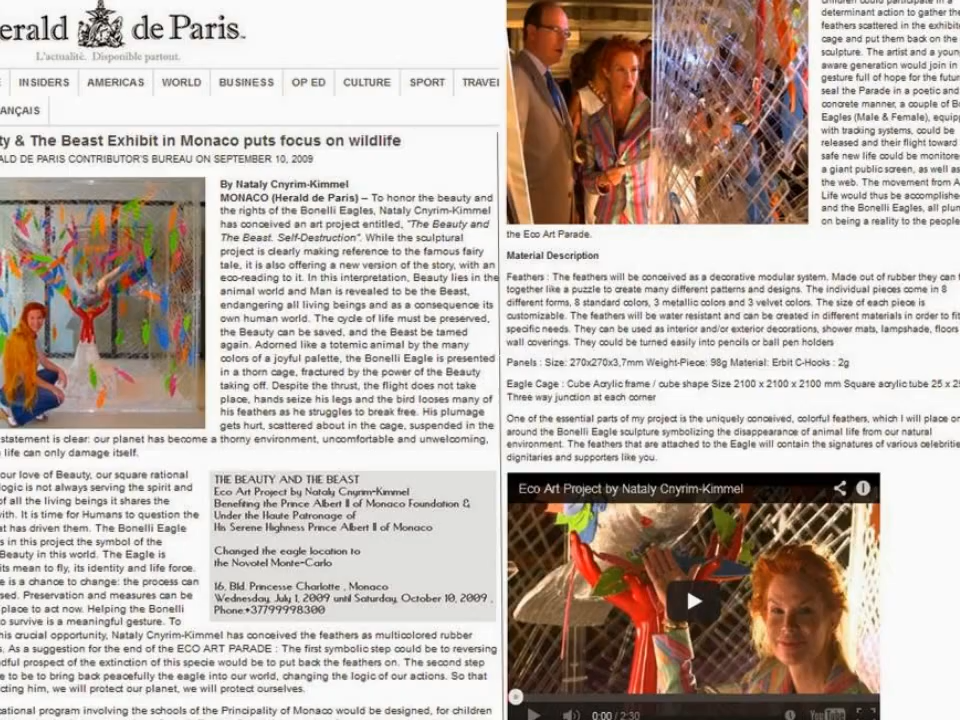 erald de Paris
L'actualité. Disponible partout.
INSIDERS AMERICAS WORLD BUSINESS OP ED CULTURE SPORT TRAVEL
ANÇAIS
ty & The Beast Exhibit in Monaco puts focus on wildlife
ALD DE PARIS CONTRIBUTOR'S BUREAU ON SEPTEMBER 10, 2009
By Nataly Cnyrim-Kimmel
MONACO (Herald de Paris) – To honor the beauty and
the rights of the Bonelli Eagles, Nataly Cnyrim-Kimmel
has conceived an art project entitled, "The Beauty and
The Beast. Self-Destruction". While the sculptural
project is clearly making reference to the famous fairy
tale, it is also offering a new version of the story, with an
eco-reading to it. In this interpretation, Beauty lies in the
animal world and Man is revealed to be the Beast,
endangering all living beings and as a consequence its
own human world. The cycle of life must be preserved,
the Beauty can be saved, and the Beast be tamed
again. Adorned like a totemic animal by the many
colors of a joyful palette, the Bonelli Eagle is presented
in a thorn cage, fractured by the power of the Beauty
taking off. Despite the thrust, the flight does not take
place, hands seize his legs and the bird looses many of
his feathers as he struggles to break free. His plumage
gets hurt, scattered about in the cage, suspended in the
statement is clear: our planet has become a thorny environment, uncomfortable and unwelcoming,
life can only damage itself.
our love of Beauty, our square rational
logic is not always serving the spirit and
of all the living beings it shares the
with. It is time for Humans to question the
at has driven them. The Bonelli Eagle
s in this project the symbol of the
Beauty in this world. The Eagle is
its mean to fly, its identity and life force.
e is a chance to change: the process can
sed. Preservation and measures can be
place to act now. Helping the Bonelli
o survive is a meaningful gesture. To
THE BEAUTY AND THE BEAST
Eco Art Project by Nataly Cnyrim-Kimmel
Benefiting the Prince Albert II of Monaco Foundation &
Under the Haute Patronage of
His Serene Highness Prince Albert II of Monaco
Changed the eagle location to
the Novotel Monte-Carlo
16, Bld. Princesse Charlotte , Monaco
Wednesday, July 1, 2009 until Saturday, October 10, 2009 .
Phone:+37799998300
his crucial opportunity, Nataly Cnyrim-Kimmel has conceived the feathers as multicolored rubber
s. As a suggestion for the end of the ECO ART PARADE : The first symbolic step could be to reversing
dful prospect of the extinction of this specie would be to put back the feathers on. The second step
e to be to bring back peacefully the eagle into our world, changing the logic of our actions. So that
cting him, we will protect our planet, we will protect ourselves.
cational program involving the schools of the Principality of Monaco would be designed, for children
children could participate in a
determinant action to gather the
feathers scattered in the exhibite
cage and put them back on the
sculpture. The artist and a young
aware generation would join in
gesture full of hope for the futur
seal the Parade in a poetic and
concrete manner, a couple of Bo
Eagles (Male & Female), equipp
with tracking systems, could be
released and their flight toward
safe new life could be monitore
a giant public screen, as well as
the web. The movement from A
Life would thus be accomplishe
and the Bonelli Eagles, all plun
on being a reality to the people
the Eco Art Parade.
Material Description
Feathers : The feathers will be conceived as a decorative modular system. Made out of rubber they can f
together like a puzzle to create many different patterns and designs. The individual pieces come in 8
different forms, 8 standard colors, 3 metallic colors and 3 velvet colors. The size of each piece is
customizable. The feathers will be water resistant and can be created in different materials in order to fit
specific needs. They can be used as interior and/or exterior decorations, shower mats, lampshade, floors
wall coverings. They could be turned easily into pencils or ball pen holders
Panels : Size: 270x270x3,7mm Weight-Piece: 98g Material: Erbit C-Hooks : 2g
Eagle Cage : Cube Acrylic frame / cube shape Size 2100 x 2100 x 2100 mm Square acrylic tube 25 x 25
Three way junction at each corner
One of the essential parts of my project is the uniquely conceived, colorful feathers, which I will place on
around the Bonelli Eagle sculpture symbolizing the disappearance of animal life from our natural
environment. The feathers that are attached to the Eagle will contain the signatures of various celebritie
dignitaries and supporters like you.
Eco Art Project by Nataly Cnyrim-Kimmel
0:00 / 2:30 YouTube